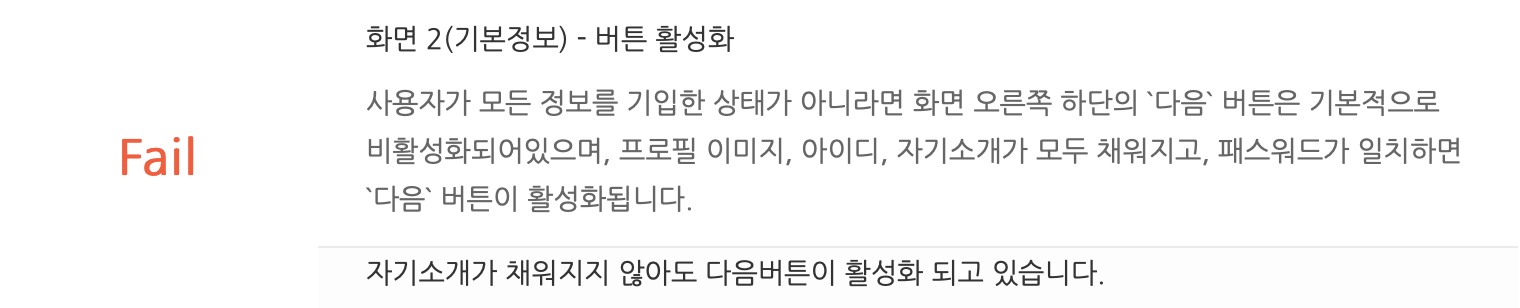 화면 2(기본정보) - 버튼 활성화
사용자가 모든 정보를 기입한 상태가 아니라면 화면 오른쪽 하단의 `다음` 버튼은 기본적으로
비활성화되어있으며, 프로필 이미지, 아이디, 자기소개가 모두 채워지고, 패스워드가 일치하면
`다음` 버튼이 활성화됩니다.
Fail
자기소개가 채워지지 않아도 다음버튼이 활성화 되고 있습니다.